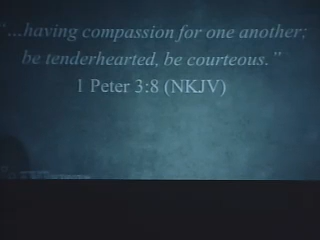 "...having compassion for one another;
be tenderhearted, be courteous."
1 Peter 3:8 (NKJV)